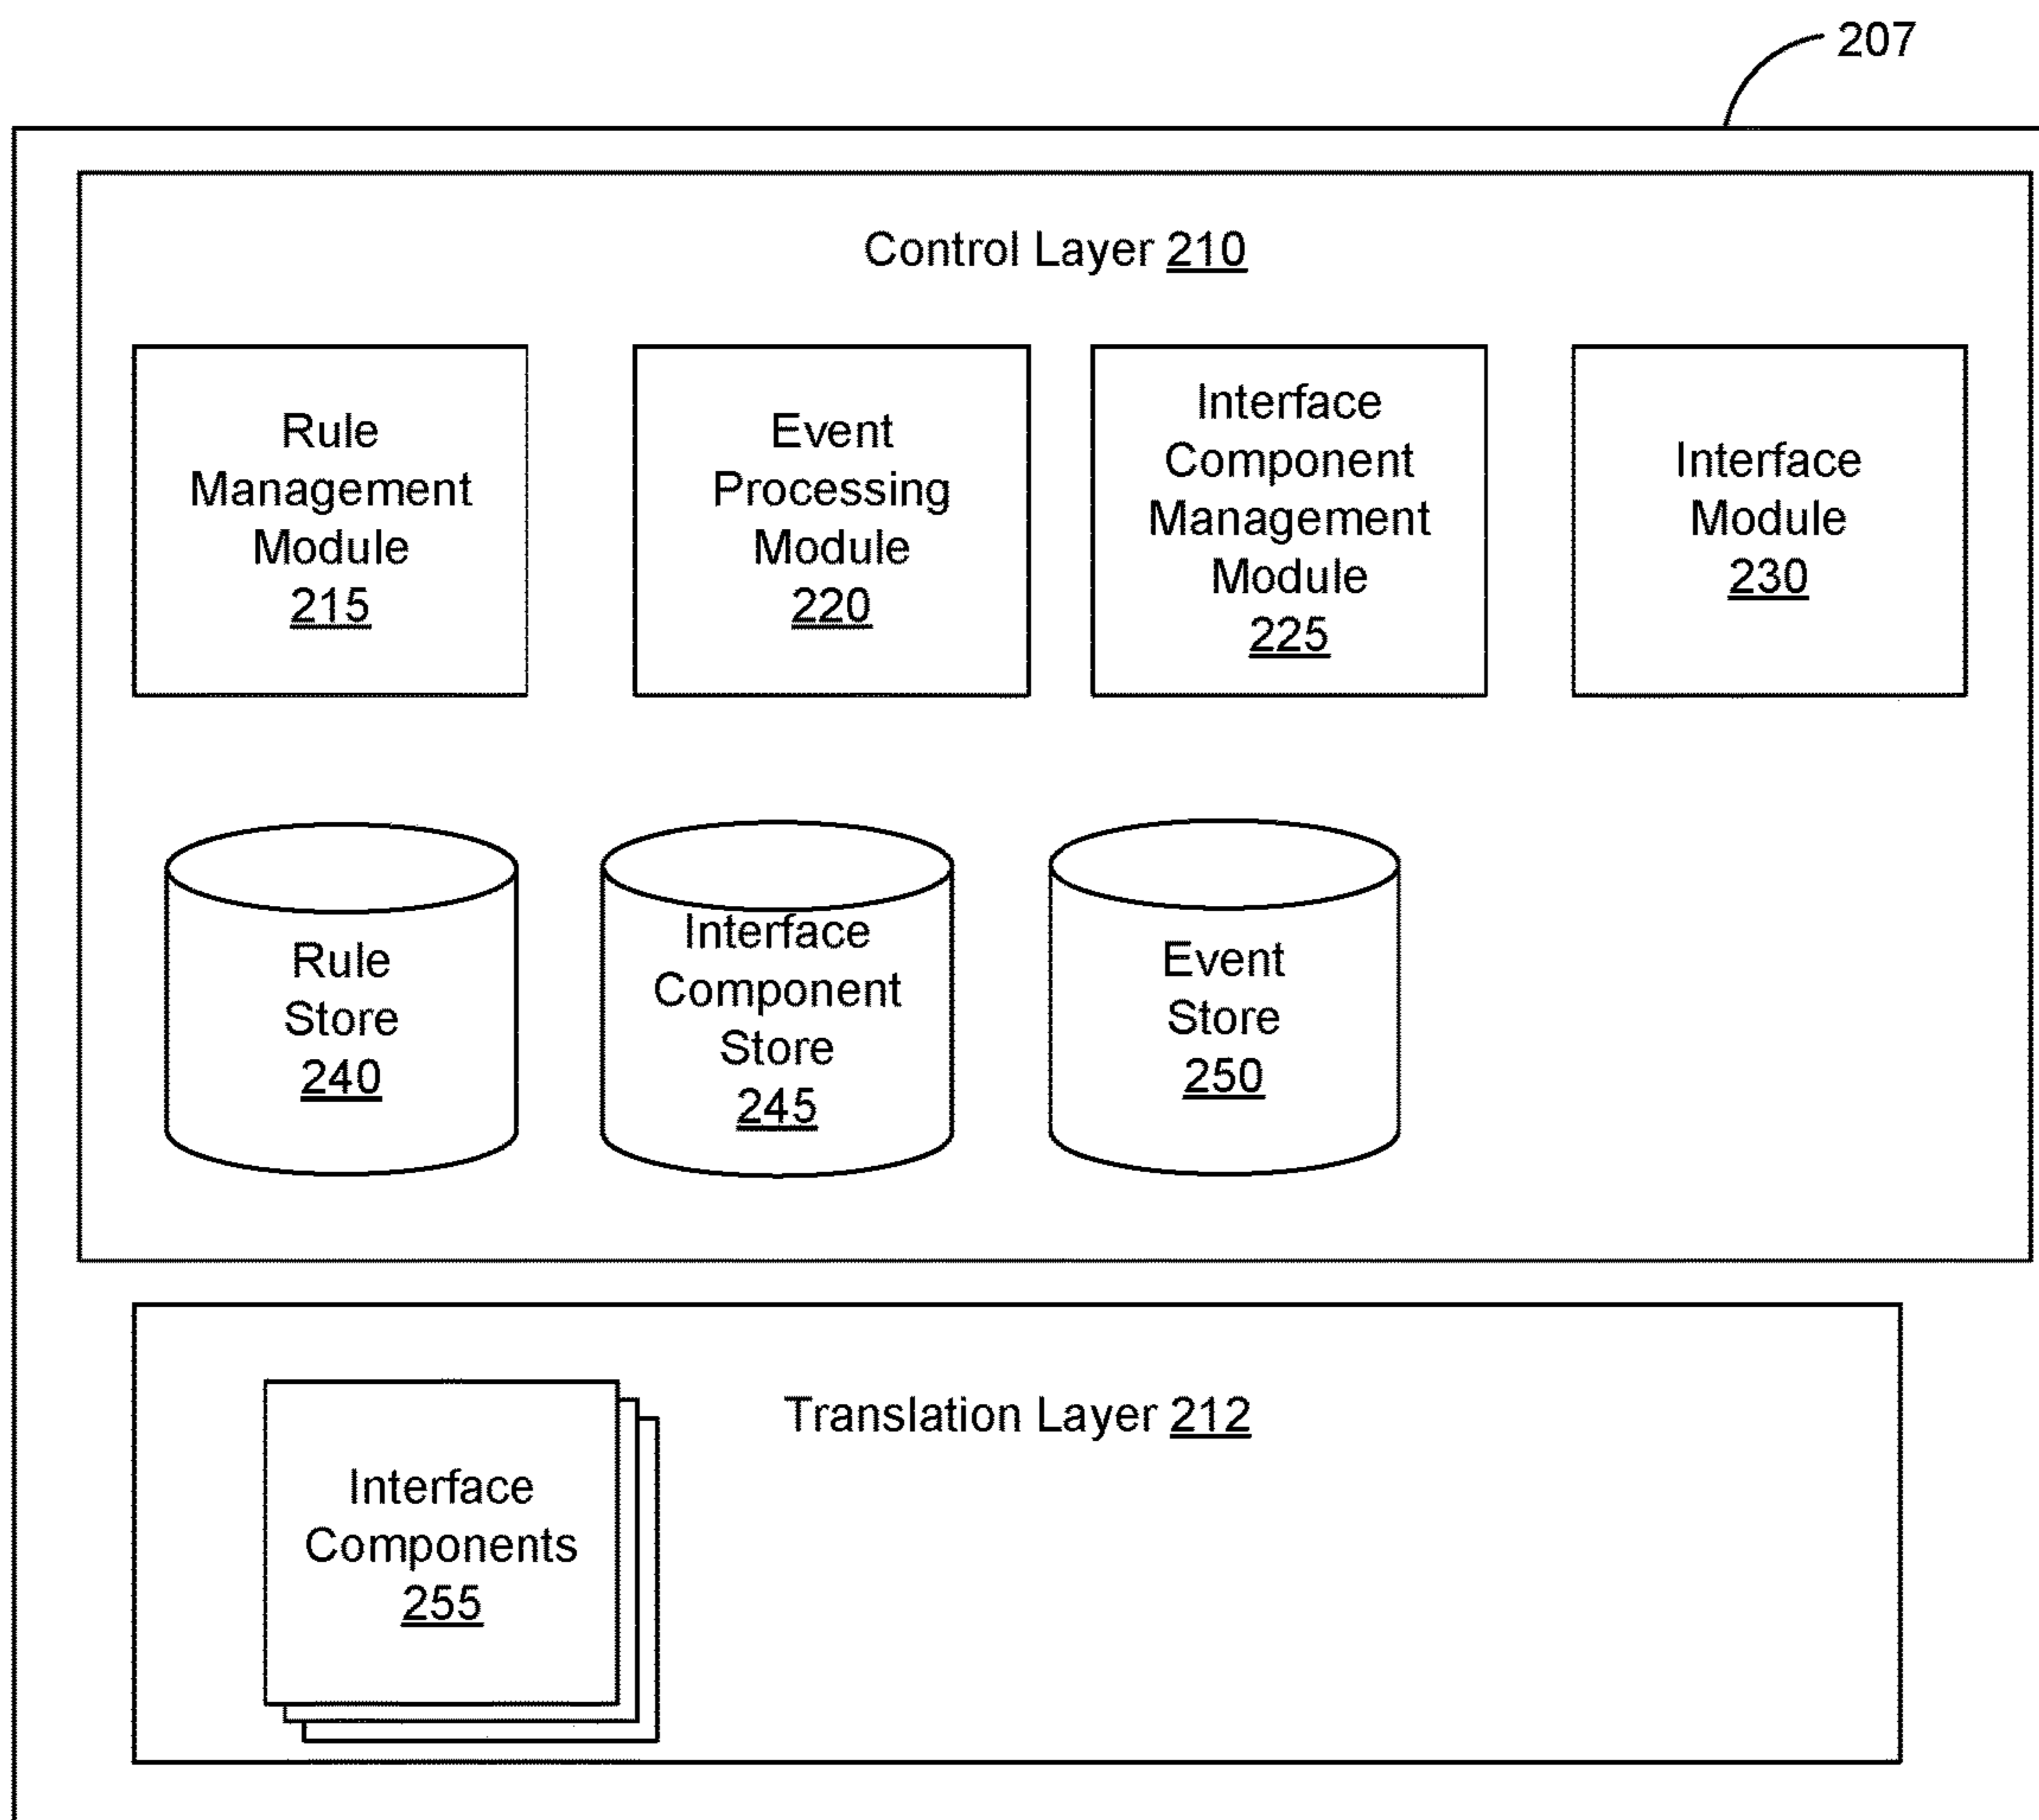 207
Control Layer 210
Rule
Management
Module
215
Event
Processing
Module
220
Interface
Component
Management
Module
225
Interface
Module
230
Rule
Store
240
Interface
Component
Store
245
Event
Store
250
Translation Layer 212
Interface
Components
255